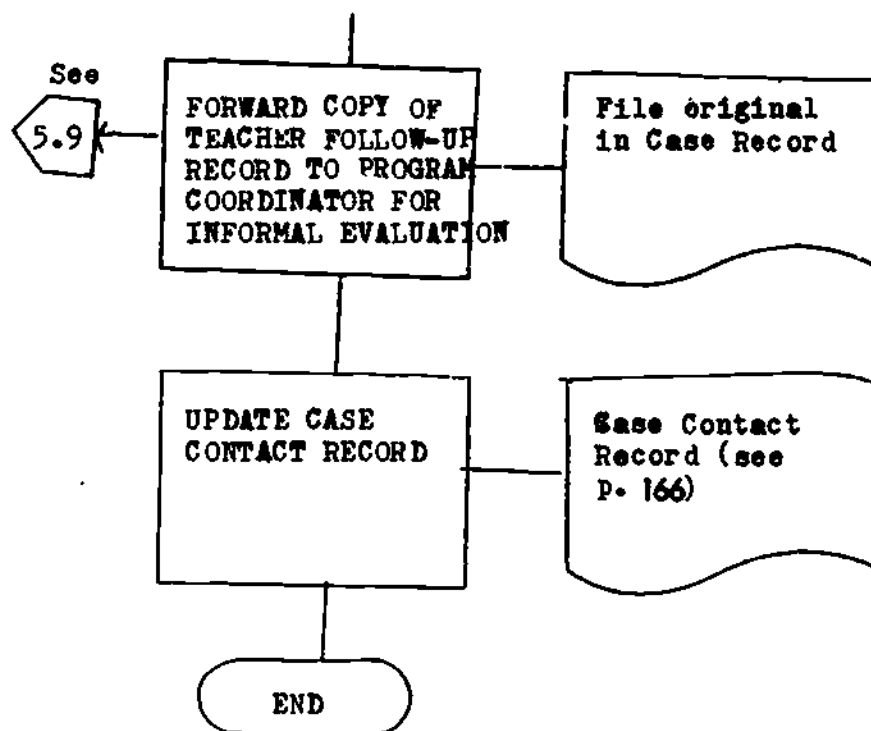 See
5.9
FORWARD COPY OF
TEACHER FOLLOW-UP
RECORD TO PROGRAM
COORDINATOR FOR
INFORMAL EVALUATION
File original
in Case Record
UPDATE CASE
CONTACT RECORD
Case Contact
Record (see
p. 166)
END